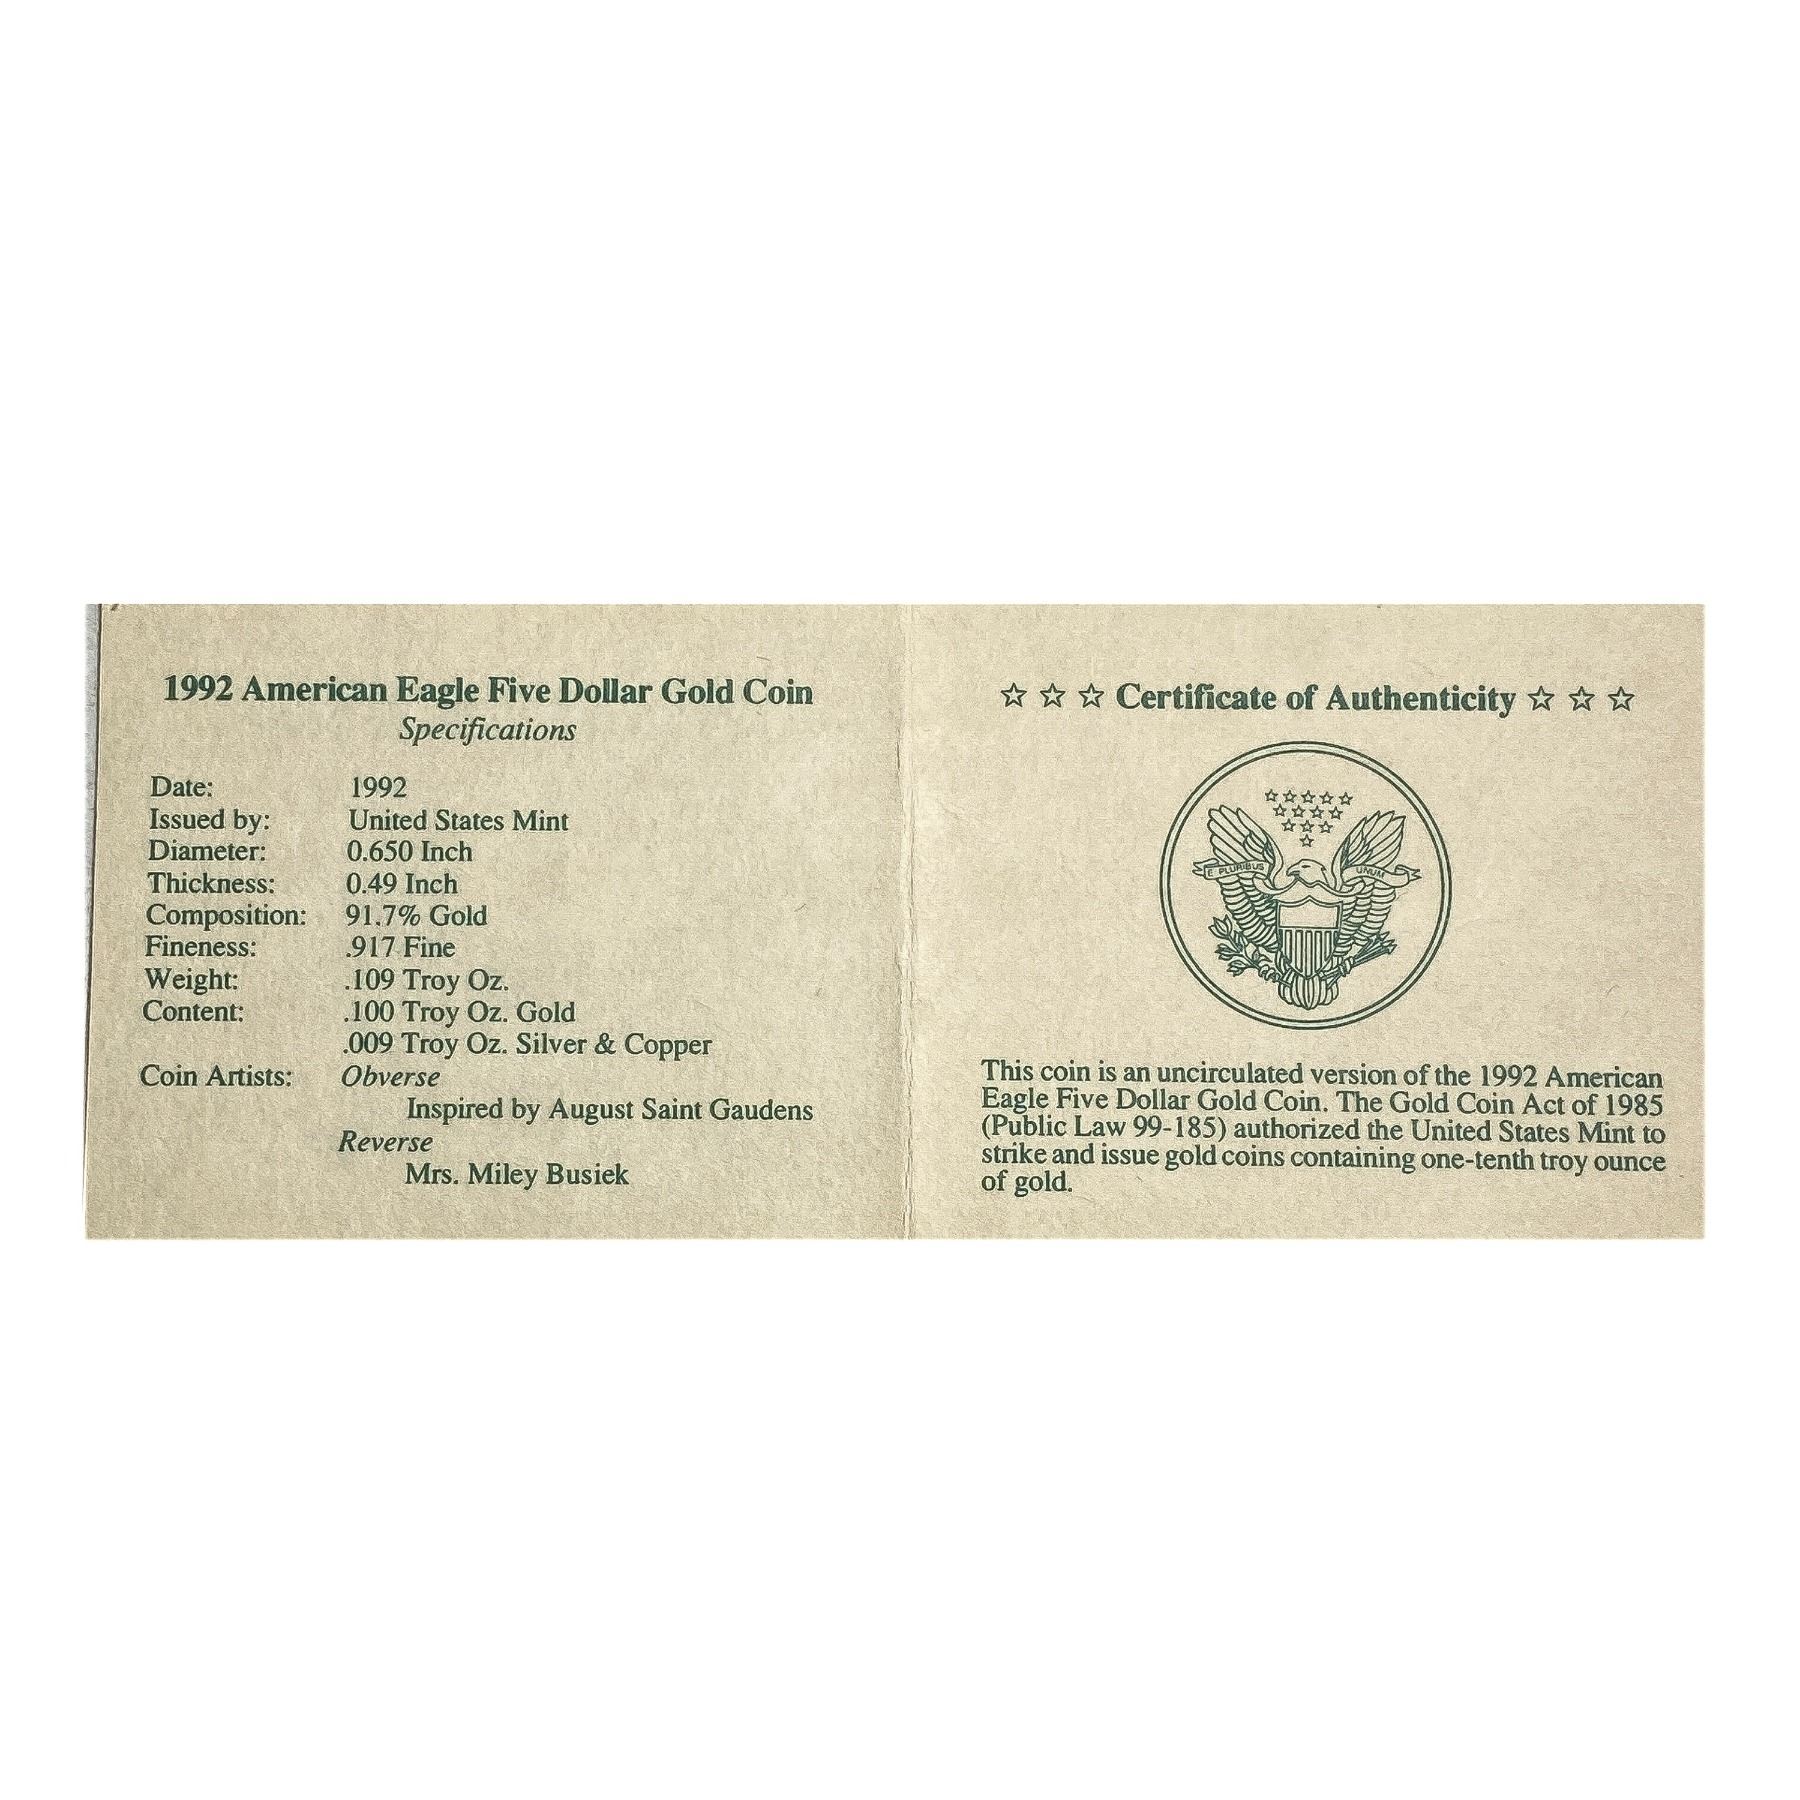 1992 American Eagle Five Dollar Gold Coin
Specifications
Date: 1992
Issued by: United States Mint
Diameter: 0.650 Inch
Thickness: 0.49 Inch
Composition: 91.7% Gold
Fineness: .917 Fine
Weight: .109 Troy Oz.
Content: .100 Troy Oz. Gold
.009 Troy Oz. Silver & Copper
Coin Artists: Obverse
Inspired by August Saint Gaudens
Reverse
Mrs. Miley Busiek
☆ ☆ ☆ Certificate of Authenticity ☆ ☆ ☆
E PLURIBUS UNUM
This coin is an uncirculated version of the 1992 American
Eagle Five Dollar Gold Coin. The Gold Coin Act of 1985
(Public Law 99-185) authorized the United States Mint to
strike and issue gold coins containing one-tenth troy ounce
of gold.